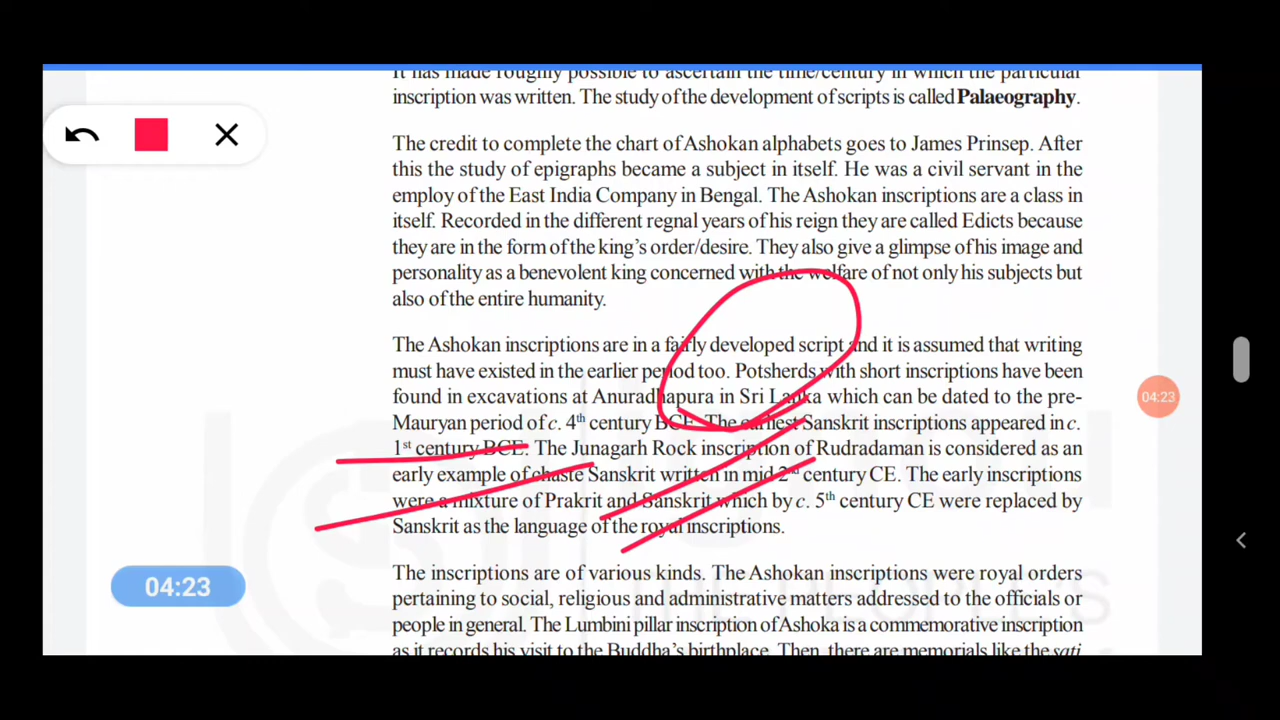 It has made roughly possible to ascertain the time/century in which the particular
inscription was written. The study of the development of scripts is called Palaeography.
The credit to complete the chart of Ashokan alphabets goes to James Prinsep. After
this the study of epigraphs became a subject in itself. He was a civil servant in the
employ of the East India Company in Bengal. The Ashokan inscriptions are a class in
itself. Recorded in the different regnal years of his reign they are called Edicts because
they are in the form of the king's order/desire. They also give a glimpse of his image and
personality as a benevolent king concerned with the welfare of not only his subjects but
also of the entire humanity.
The Ashokan inscriptions are in a fairly developed script and it is assumed that writing
must have existed in the earlier period too. Potsherds with short inscriptions have been
found in excavations at Anuradhapura in Sri Lanka which can be dated to the pre-
Mauryan period of c. 4th century BCE. The earliest Sanskrit inscriptions appeared in c.
1st century BCE. The Junagarh Rock inscription of Rudradaman is considered as an
04:23
early example of chaste Sanskrit written in mid 2nd century CE. The early inscriptions
were a mixture of Prakrit and Sanskrit which by c. 5th century CE were replaced by
Sanskrit as the language of the royal inscriptions.
04:23
The inscriptions are of various kinds. The Ashokan inscriptions were royal orders
pertaining to social, religious and administrative matters addressed to the officials or
people in general. The Lumbini pillar inscription of Ashoka is a commemorative inscription
as it records his visit to the Buddha's birthplace. Then, there are memorials like the sati